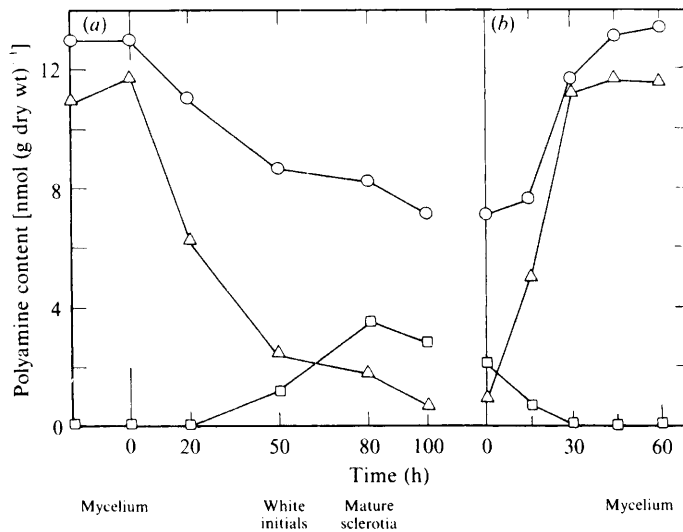 (a)
(b)
12
8
4
0
Polyamine content [nmol (g dry wt)⁻¹]
0 20 50 80 100 0 30 60
Time (h)
Mycelium White initials Mature sclerotia Mycelium